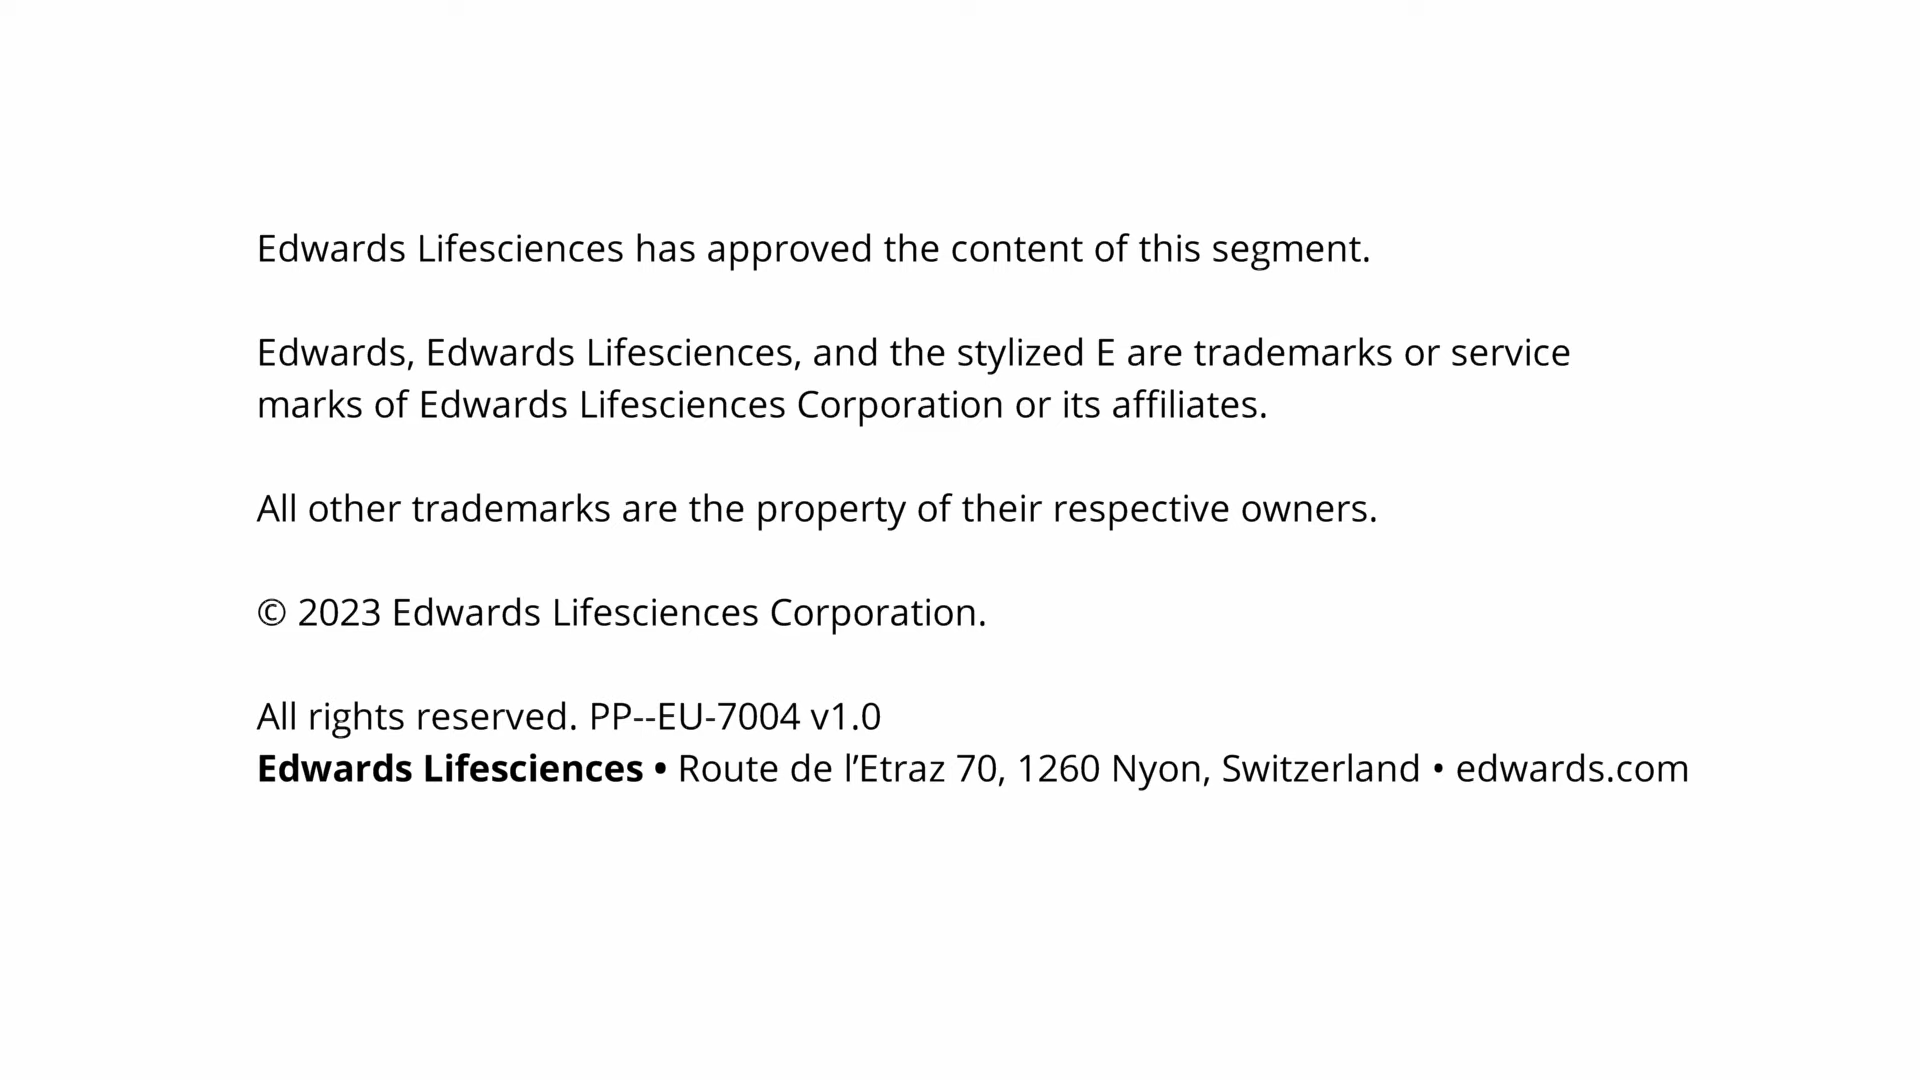 Edwards Lifesciences has approved the content of this segment.
Edwards, Edwards Lifesciences, and the stylized E are trademarks or service
marks of Edwards Lifesciences Corporation or its affiliates.
All other trademarks are the property of their respective owners.
© 2023 Edwards Lifesciences Corporation.
All rights reserved. PP--EU-7004 v1.0
Edwards Lifesciences • Route de l’Etraz 70, 1260 Nyon, Switzerland • edwards.com